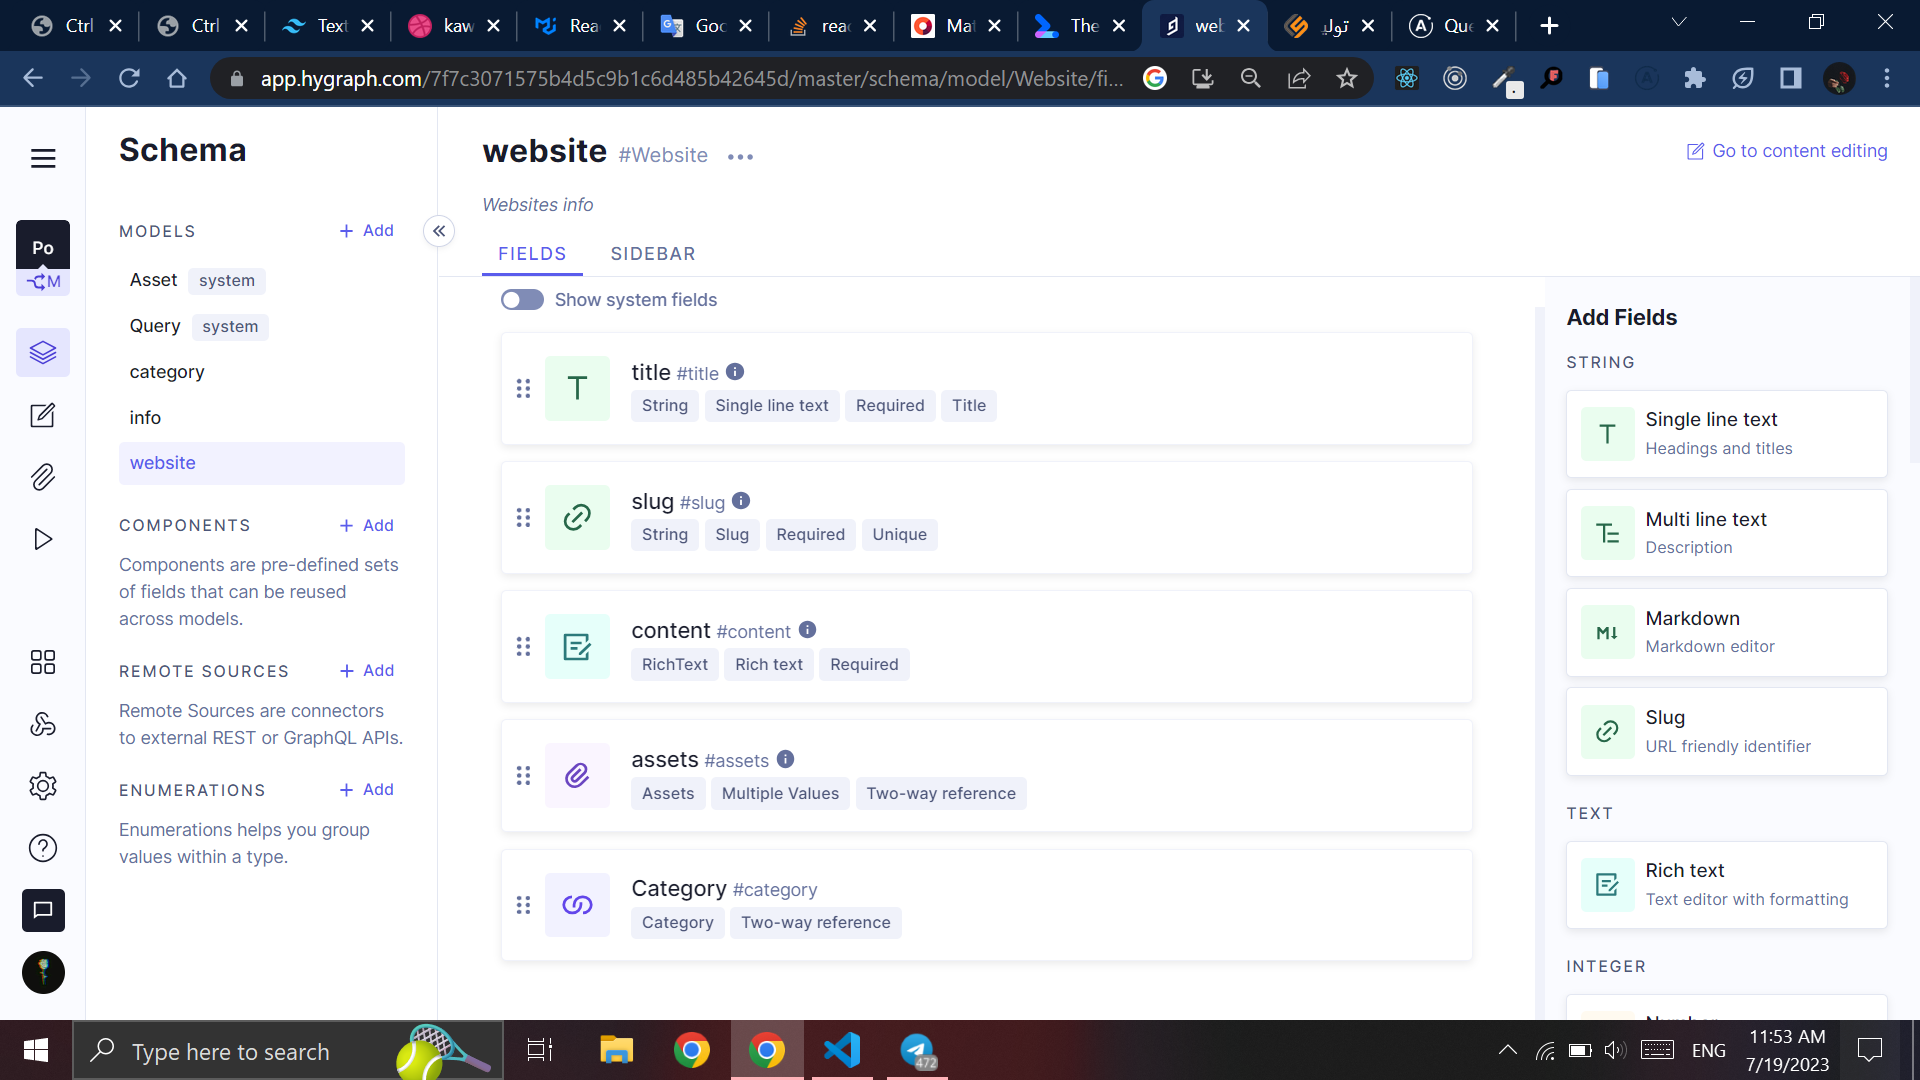 Ctrl
Ctrl
Text
kaw
Rea
Goo
reac
Mat
The
web
تولید
Que
app.hygraph.com/7f7c3071575b4d5c9b1c6d485b42645d/master/schema/model/Website/fi...
Schema
website #Website
Go to content editing
Websites info
MODELS
Add
Po
M
FIELDS
SIDEBAR
Asset system
Query system
category
info
website
Show system fields
title #title
String Single line text Required Title
slug #slug
String Slug Required Unique
content #content
RichText Rich text Required
assets #assets
Assets Multiple Values Two-way reference
Category #category
Category Two-way reference
COMPONENTS
Add
Components are pre-defined sets
of fields that can be reused
across models.
REMOTE SOURCES
Add
Remote Sources are connectors
to external REST or GraphQL APIs.
ENUMERATIONS
Add
Enumerations helps you group
values within a type.
Add Fields
STRING
Single line text
Headings and titles
Multi line text
Description
Markdown
Markdown editor
Slug
URL friendly identifier
TEXT
Rich text
Text editor with formatting
INTEGER
Type here to search
472
ENG
11:53 AM
7/19/2023